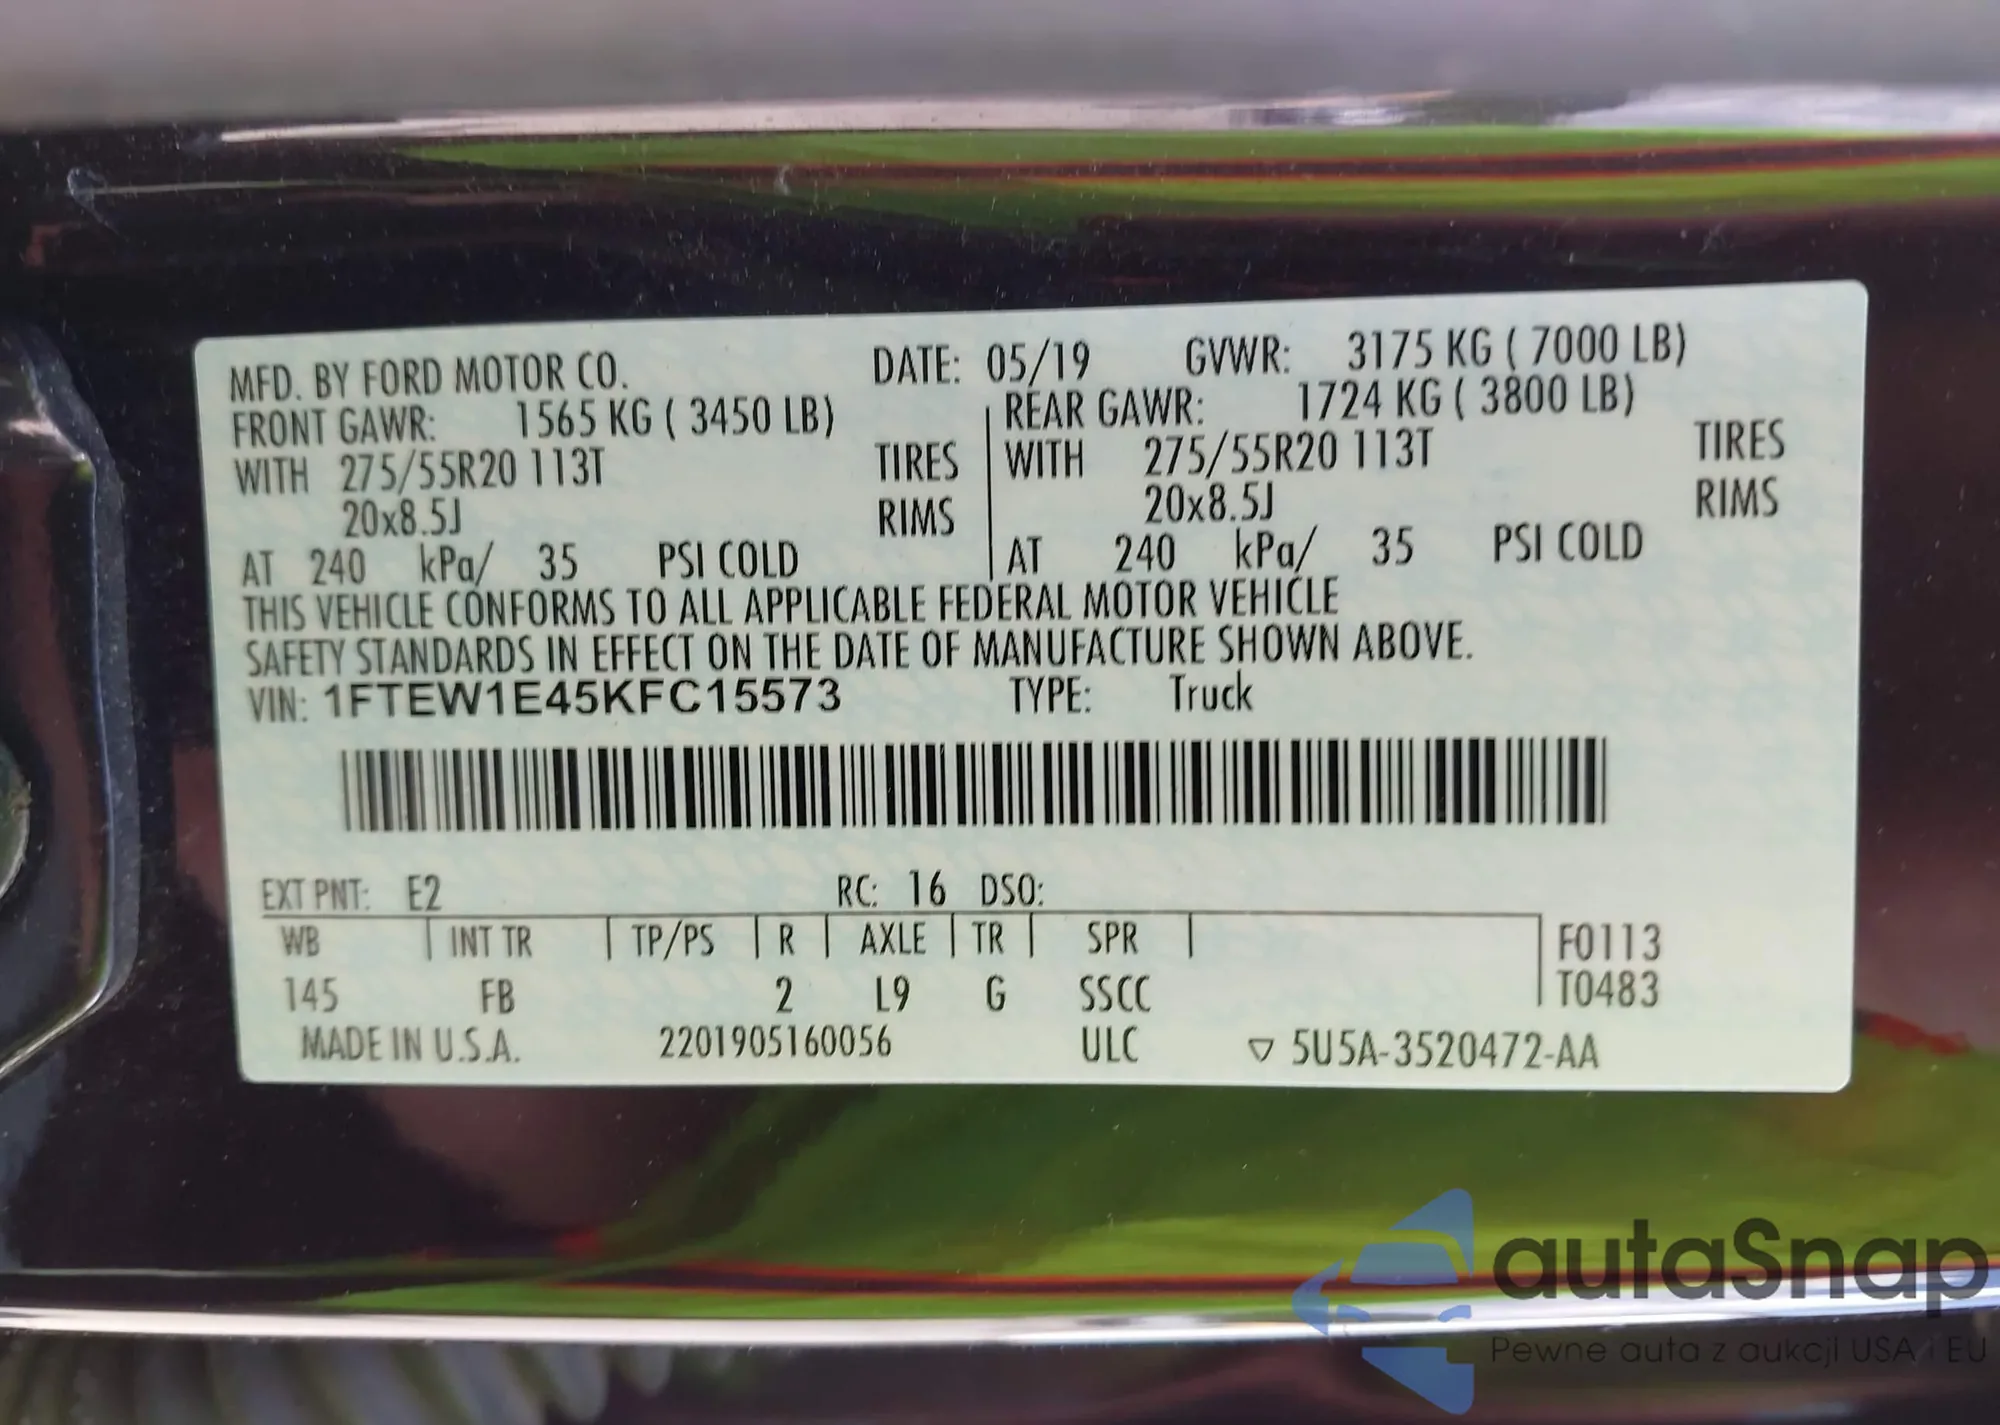 MFD. BY FORD MOTOR CO. DATE: 05/19 GVWR: 3175 KG ( 7000 LB)
FRONT GAWR: 1565 KG ( 3450 LB) REAR GAWR: 1724 KG ( 3800 LB)
WITH 275/55R20 113T TIRES WITH 275/55R20 113T TIRES
20x8.5J RIMS 20x8.5J RIMS
AT 240 kPa/ 35 PSI COLD AT 240 kPa/ 35 PSI COLD
THIS VEHICLE CONFORMS TO ALL APPLICABLE FEDERAL MOTOR VEHICLE
SAFETY STANDARDS IN EFFECT ON THE DATE OF MANUFACTURE SHOWN ABOVE.
VIN: 1FTEW1E45KFC15573 TYPE: Truck
EXT PNT: E2 RC: 16 DSO:
WB INT TR TP/PS R AXLE TR SPR F0113
145 FB 2 L9 G SSCC T0483
MADE IN U.S.A. 2201905160056 ULC ▽ 5U5A-3520472-AA
autaSnap
Pewne auta z aukcji USA i EU